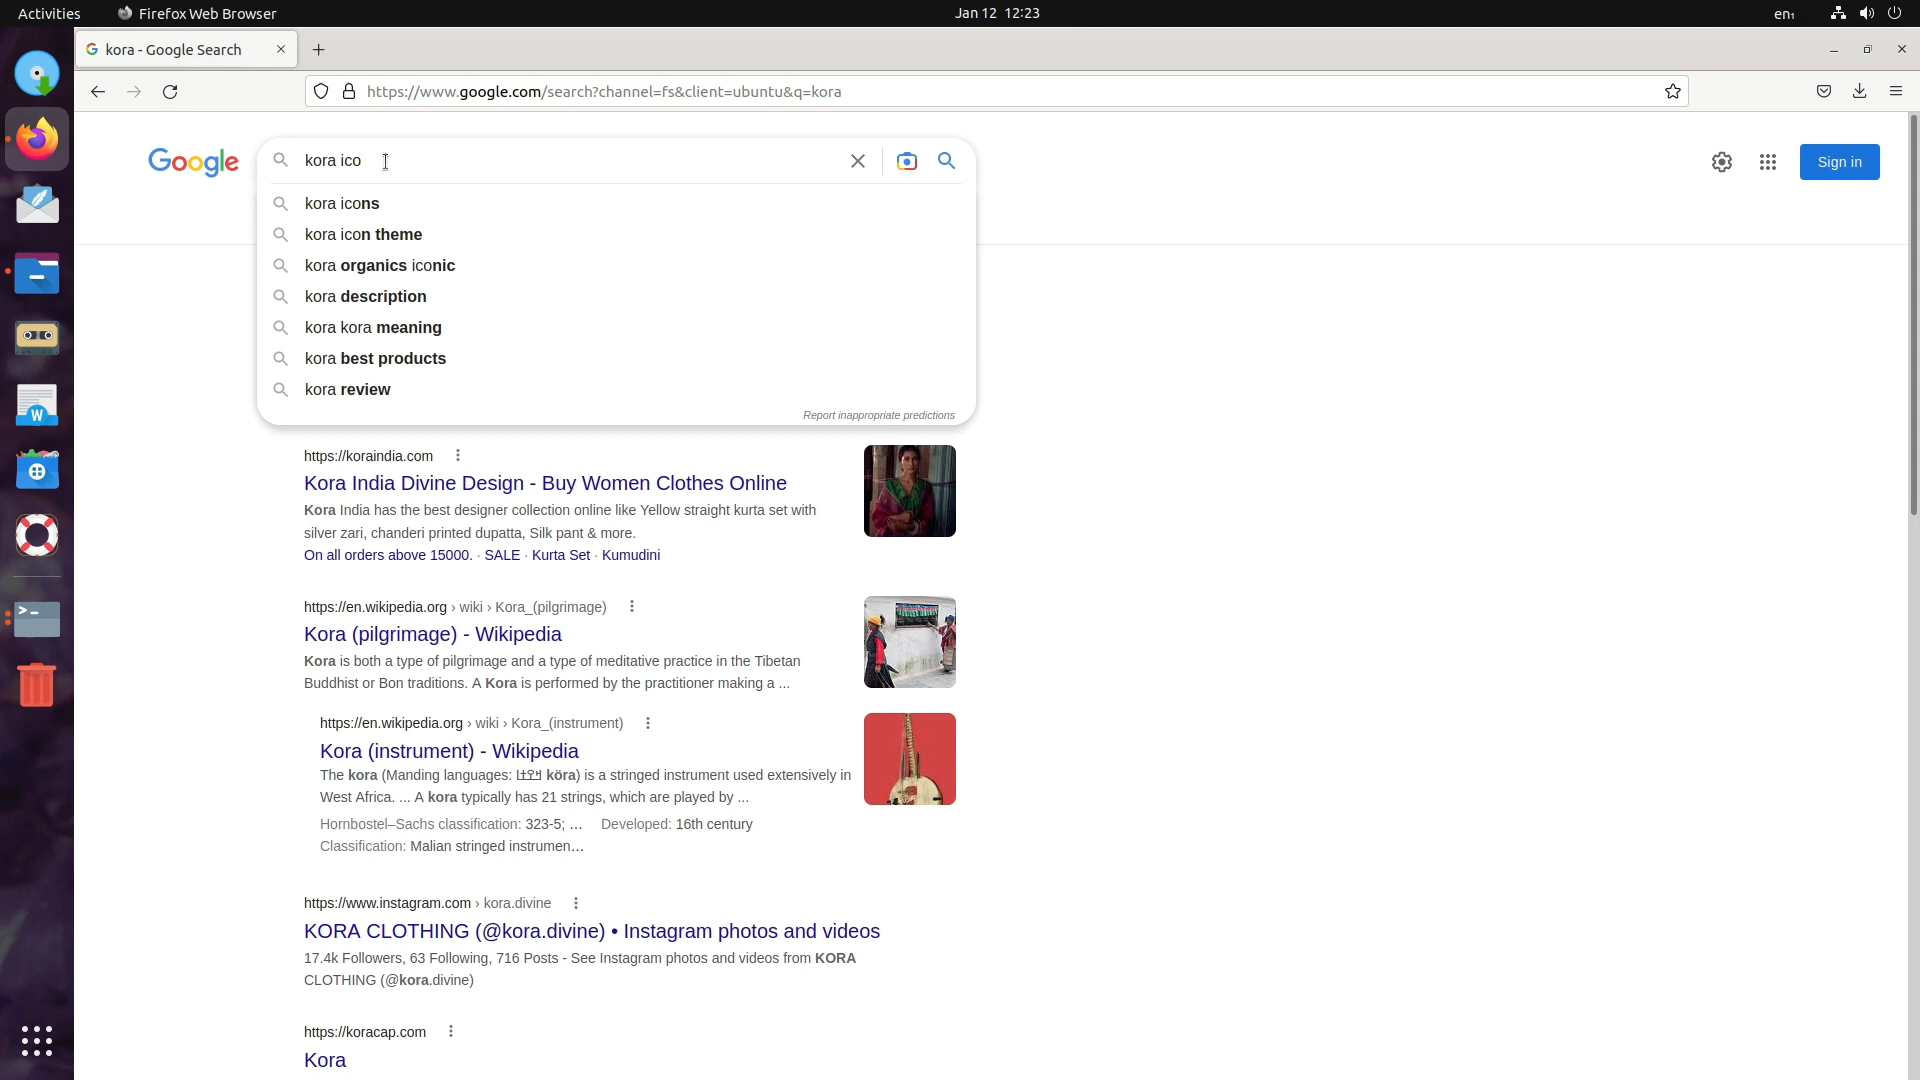 Activities
Firefox Web Browser
Jan 12 12:23
en₁
kora - Google Search
https://www.google.com/search?channel=fs&client=ubuntu&q=kora
Google
kora ico
Sign in
kora icons
kora icon theme
kora organics iconic
kora description
kora kora meaning
kora best products
kora review
Report inappropriate predictions
https://koraindia.com
Kora India Divine Design - Buy Women Clothes Online
Kora India has the best designer collection online like Yellow straight kurta set with
silver zari, chanderi printed dupatta, Silk pant & more.
On all orders above 15000. · SALE · Kurta Set · Kumudini
https://en.wikipedia.org › wiki › Kora_(pilgrimage)
Kora (pilgrimage) - Wikipedia
Kora is both a type of pilgrimage and a type of meditative practice in the Tibetan
Buddhist or Bon traditions. A Kora is performed by the practitioner making a ...
https://en.wikipedia.org › wiki › Kora_(instrument)
Kora (instrument) - Wikipedia
The kora (Manding languages: köra) is a stringed instrument used extensively in
West Africa. ... A kora typically has 21 strings, which are played by ...
Hornbostel–Sachs classification: 323-5; ... Developed: 16th century
Classification: Malian stringed instrumen...
https://www.instagram.com › kora.divine
KORA CLOTHING (@kora.divine) • Instagram photos and videos
17.4k Followers, 63 Following, 716 Posts - See Instagram photos and videos from KORA
CLOTHING (@kora.divine)
https://koracap.com
Kora
W